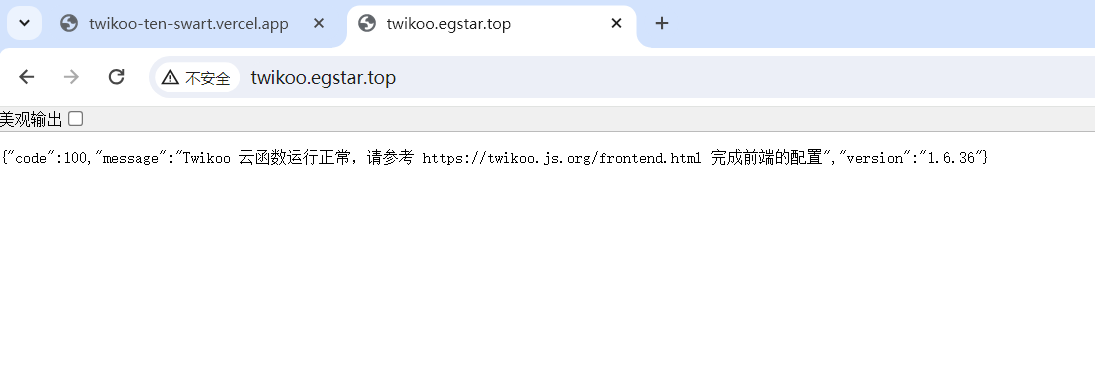 twikoo-ten-swart.vercel.app
twikoo.egstar.top
不安全 twikoo.egstar.top
美观输出
{"code":100,"message":"Twikoo 云函数运行正常，请参考 https://twikoo.js.org/frontend.html 完成前端的配置","version":"1.6.36"}